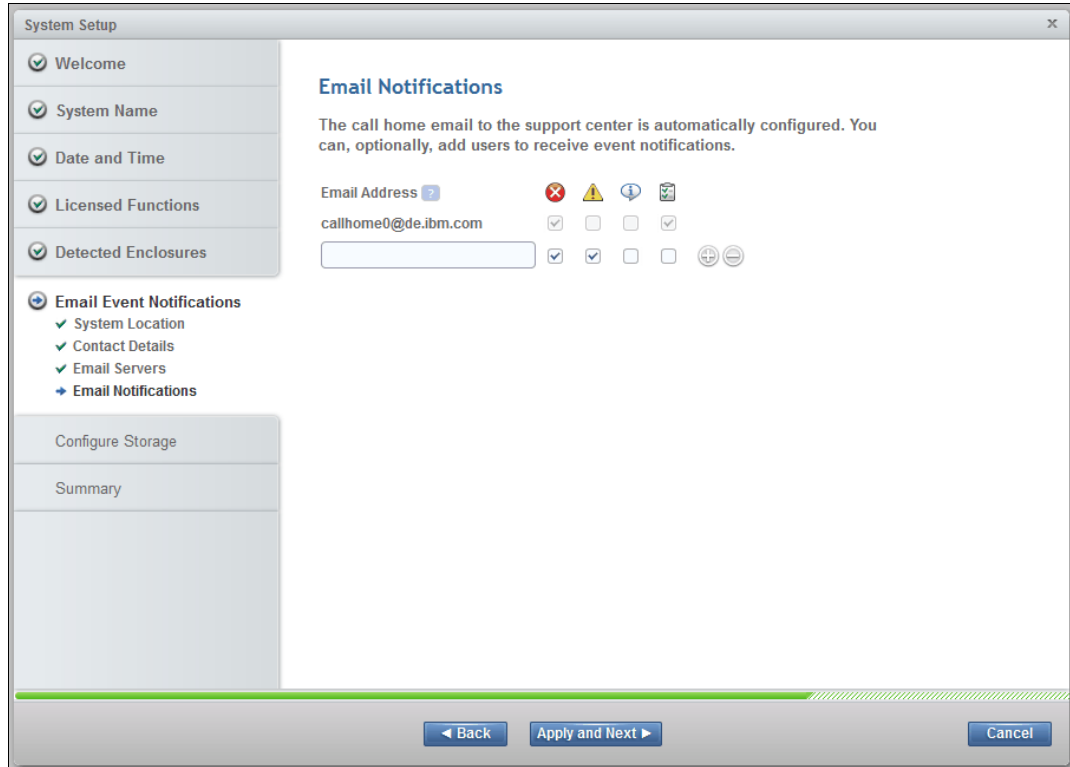 System Setup
x
Welcome
System Name
Date and Time
Licensed Functions
Detected Enclosures
Email Event Notifications
System Location
Contact Details
Email Servers
Email Notifications
Configure Storage
Summary
Email Notifications
The call home email to the support center is automatically configured. You
can, optionally, add users to receive event notifications.
Email Address ?
callhome0@de.ibm.com
Back
Apply and Next
Cancel